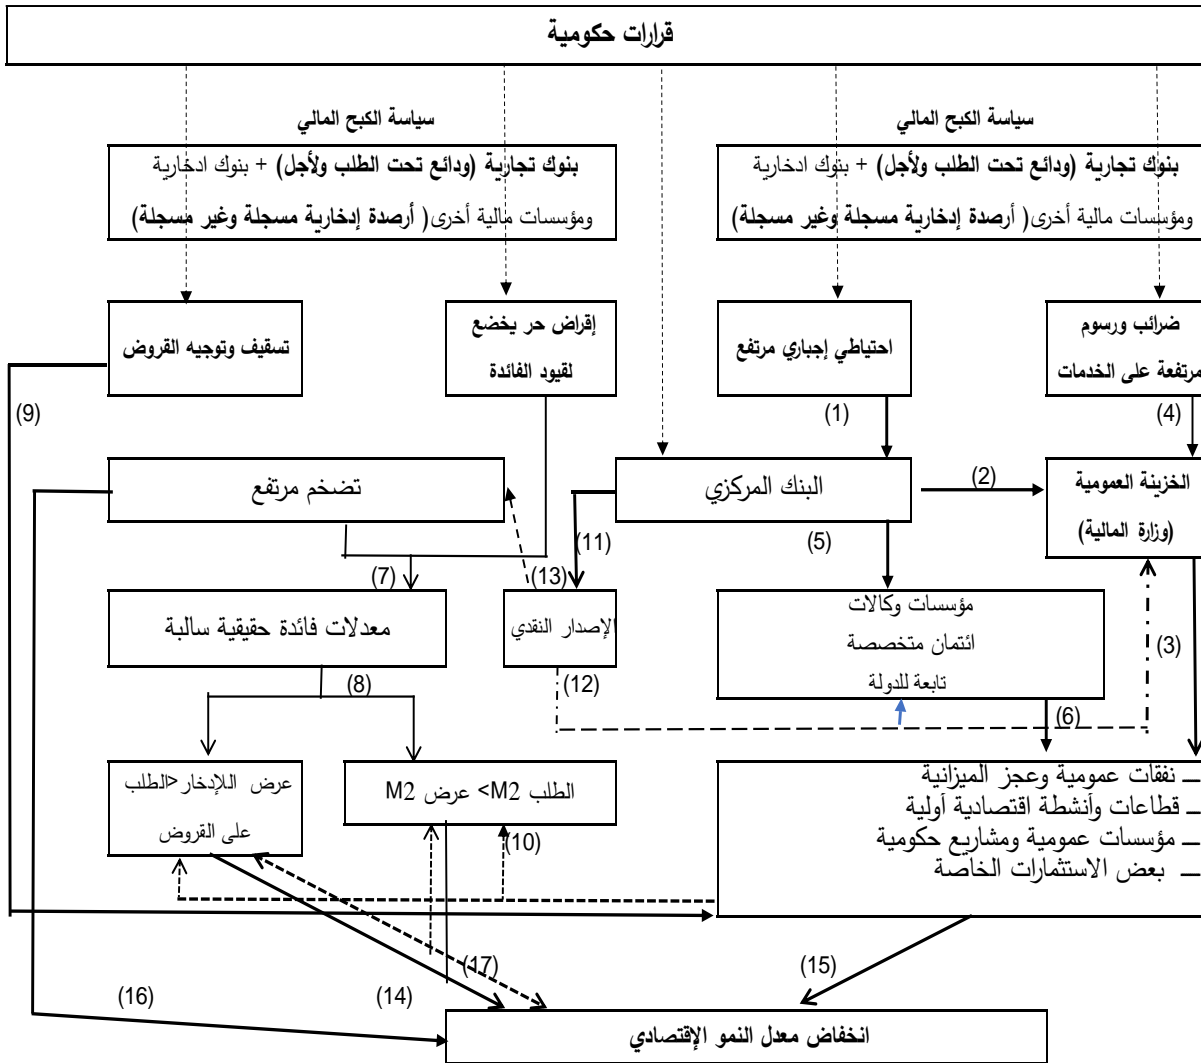 قرارات حكومية
سياسة الكبح المالي
سياسة الكبح المالي
بنوك تجارية (ودائع تحت الطلب ولأجل) + بنوك ادخارية
ومؤسسات مالية أخرى( أرصدة إدخارية مسجلة وغير مسجلة)
بنوك تجارية (ودائع تحت الطلب ولأجل) + بنوك ادخارية
ومؤسسات مالية أخرى( أرصدة إدخارية مسجلة وغير مسجلة)
ضرائب ورسوم
مرتفعة على الخدمات
احتياطي إجباري مرتفع
إقراض حر يخضع
لقيود الفائدة
تسقيف وتوجيه القروض
(4)
(1)
(9)
الخزينة العمومية
(وزارة المالية)
(2)
البنك المركزي
تضخم مرتفع
(5)
(11)
(13)
(7)
مؤسسات وكالات
ائتمان متخصصة
تابعة للدولة
الإصدار النقدي
معدلات فائدة حقيقية سالبة
(3)
(12)
(8)
(6)
ـ نفقات عمومية وعجز الميزانية
ـ قطاعات وأنشطة اقتصادية أولية
ـ مؤسسات عمومية ومشاريع حكومية
ـ بعض الاستثمارات الخاصة
الطلب M2> عرض M2
عرض اللإدخار<الطلب
على القروض
(10)
(15)
(17)
(14)
(16)
انخفاض معدل النمو الإقتصادي